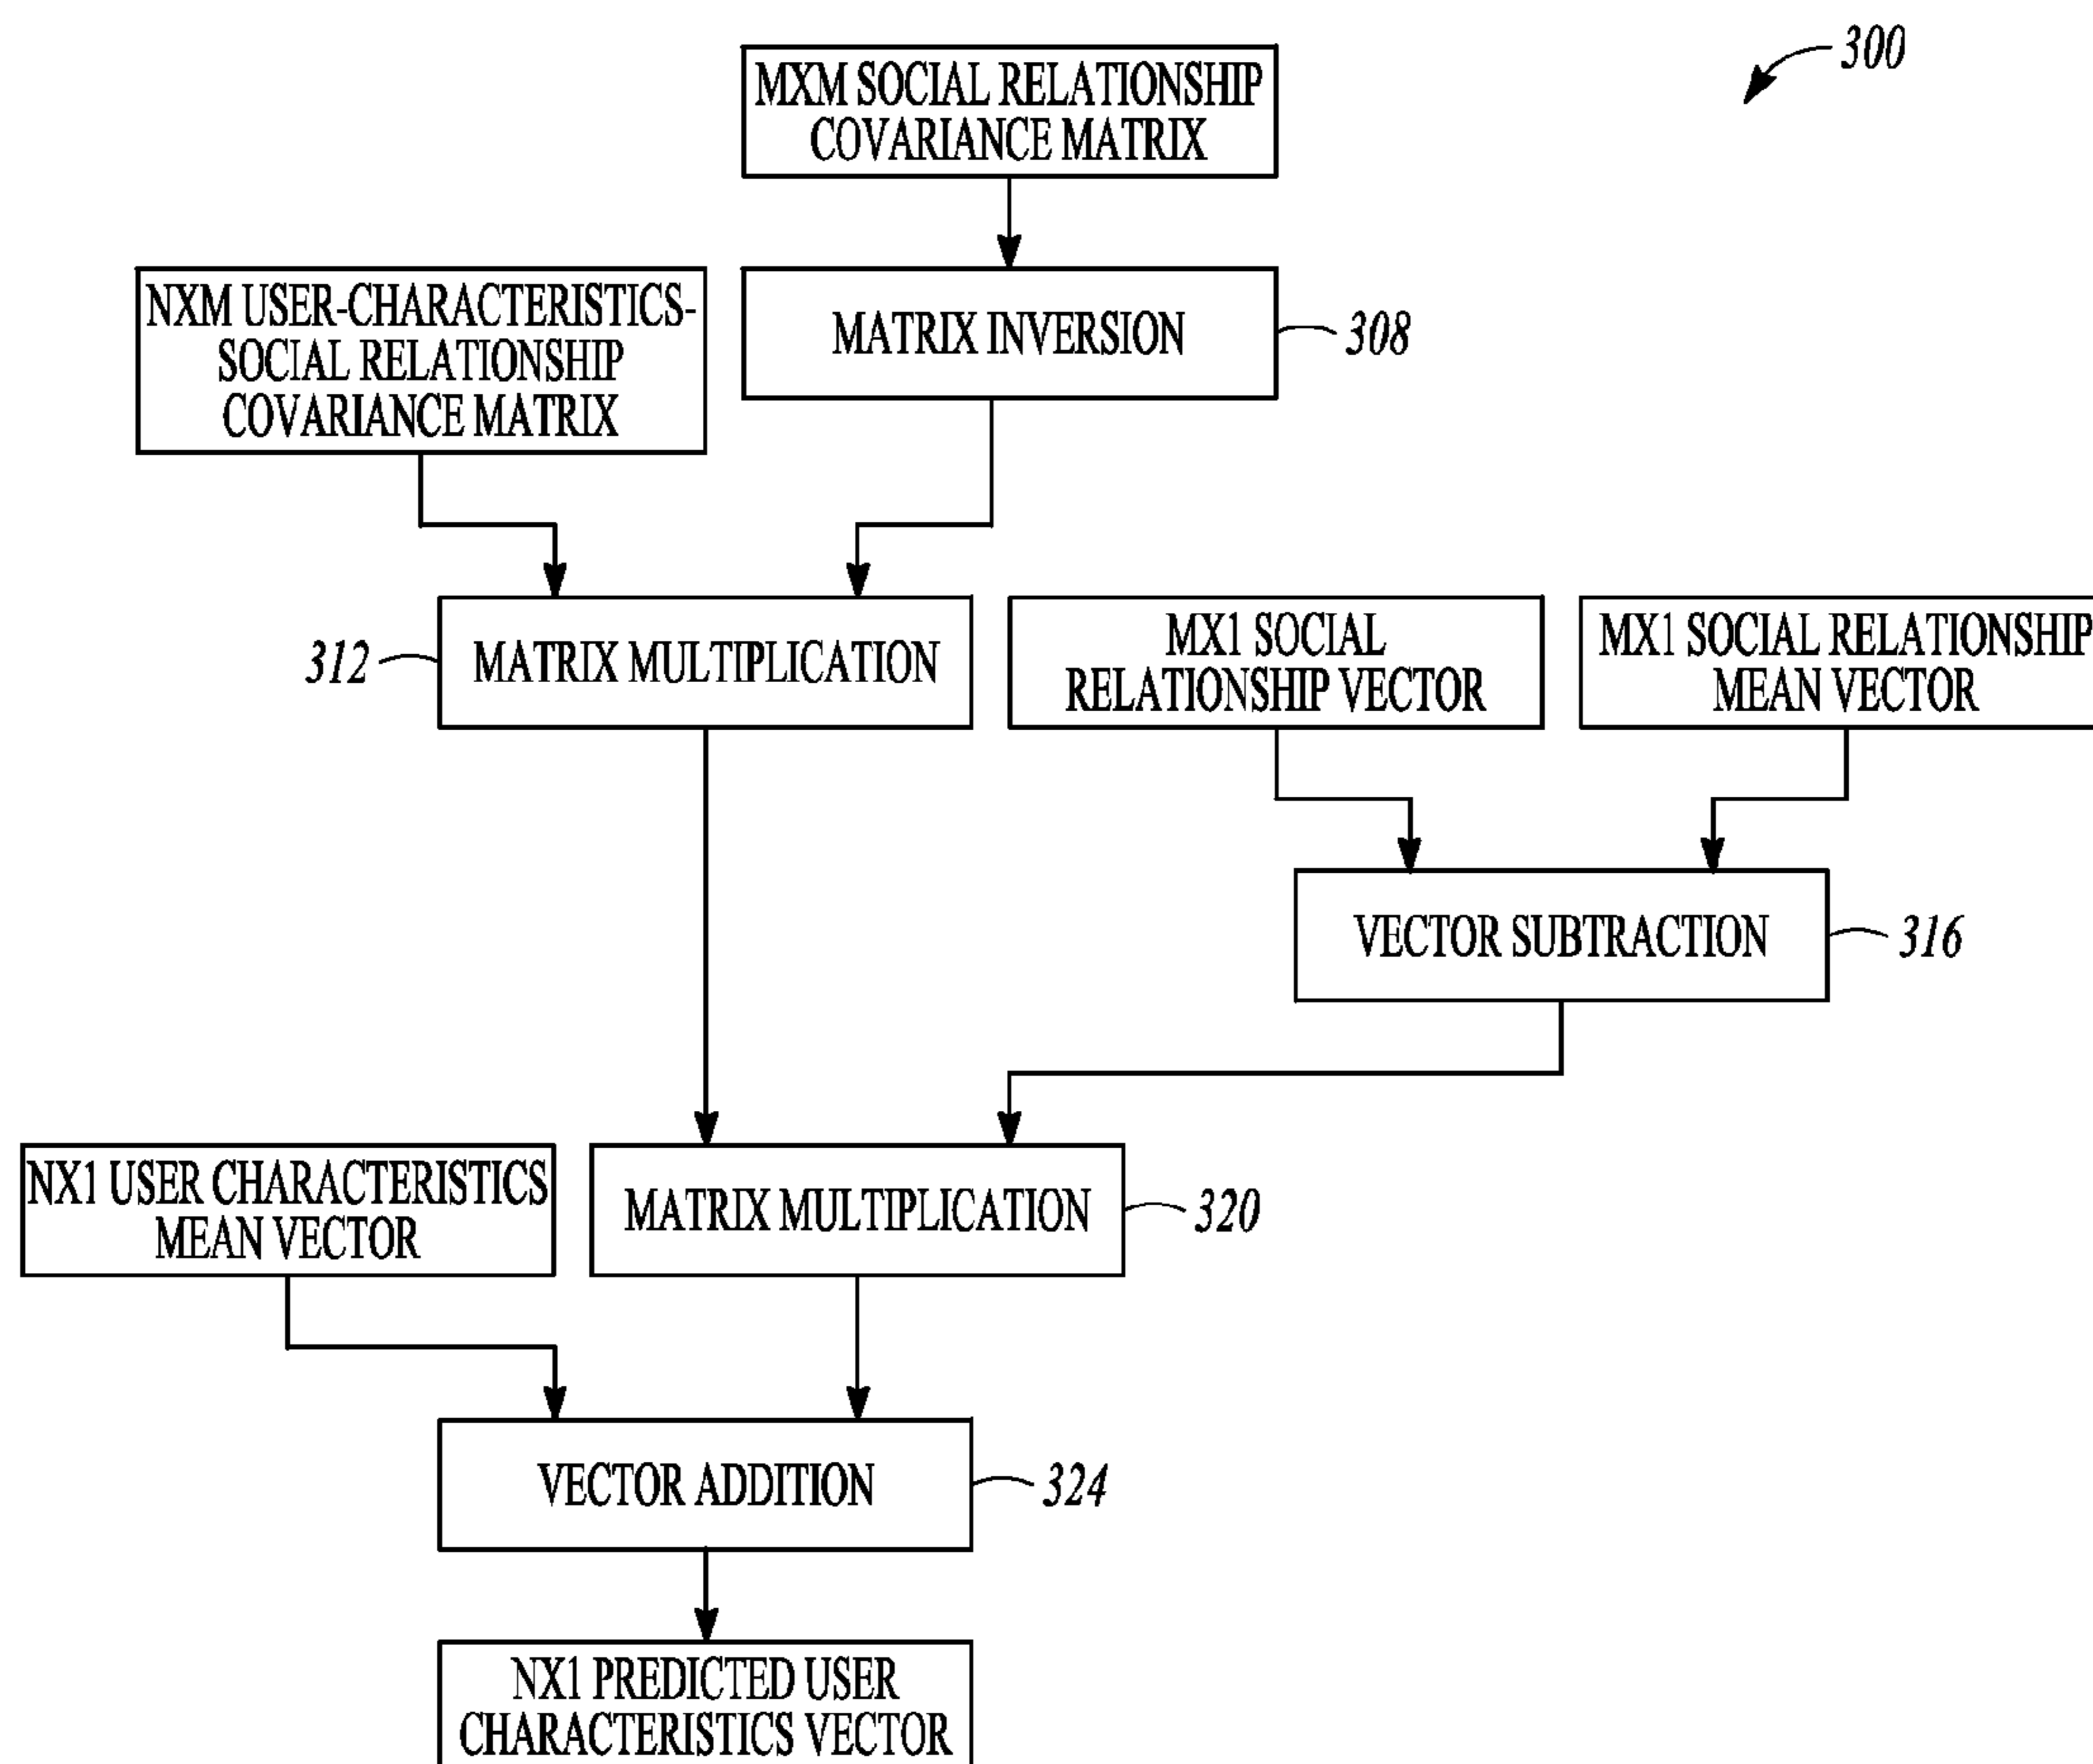 300
MXM SOCIAL RELATIONSHIP
COVARIANCE MATRIX
NXM USER-CHARACTERISTICS-
SOCIAL RELATIONSHIP
COVARIANCE MATRIX
MATRIX INVERSION
308
312
MATRIX MULTIPLICATION
MX1 SOCIAL
RELATIONSHIP VECTOR
MX1 SOCIAL RELATIONSHIP
MEAN VECTOR
VECTOR SUBTRACTION
316
NX1 USER CHARACTERISTICS
MEAN VECTOR
MATRIX MULTIPLICATION
320
VECTOR ADDITION
324
NX1 PREDICTED USER
CHARACTERISTICS VECTOR